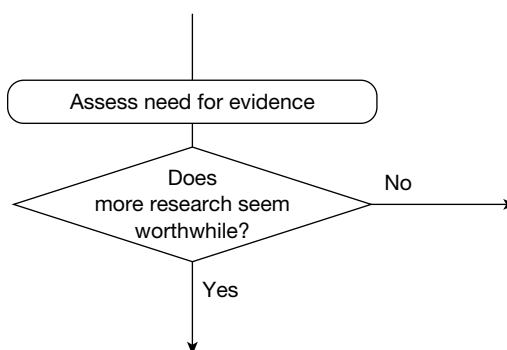 Assess need for evidence
Does
more research seem
worthwhile?
No
Yes